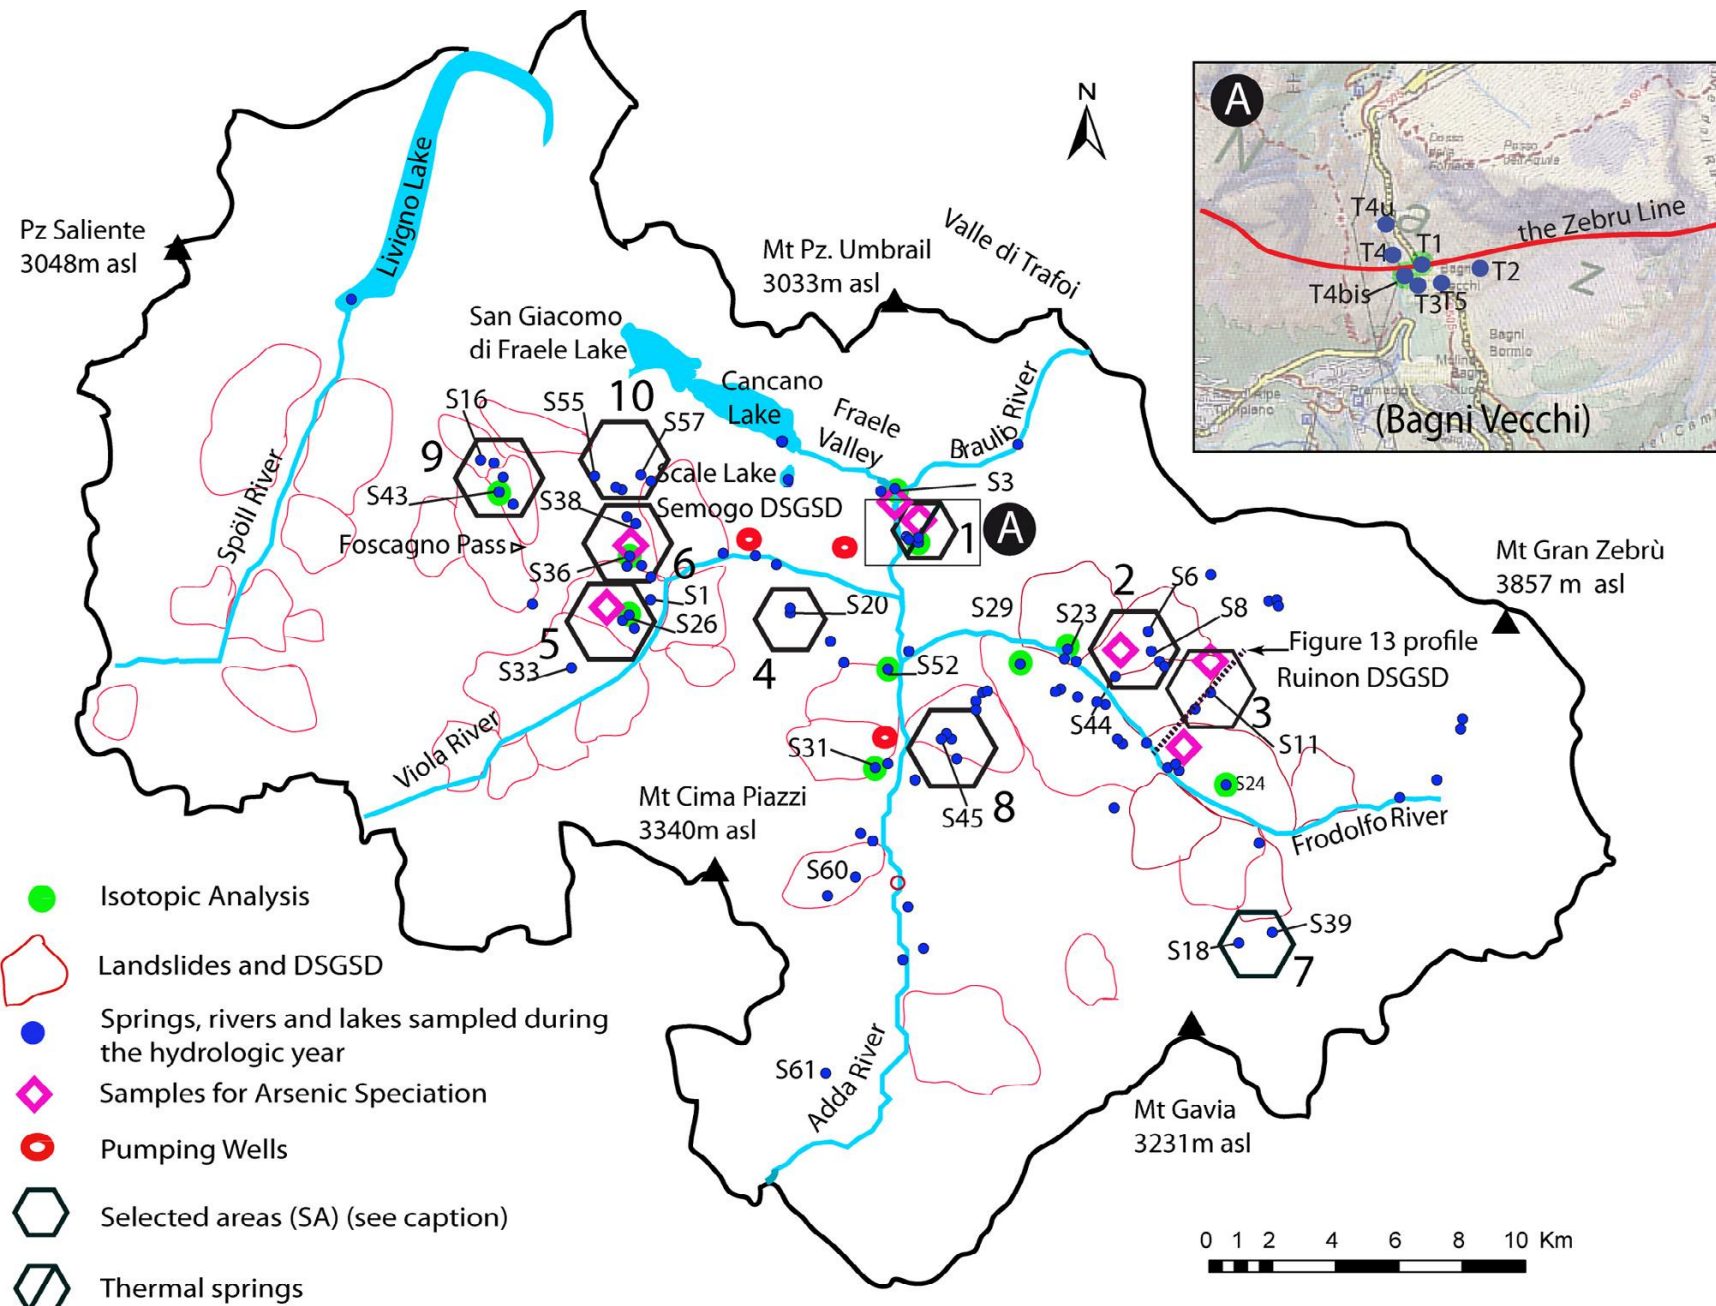 N
A
T4u
T4
T1
the Zebru Line
T2
T4bis
T3
T5
Bagni
Bormio
(Bagni Vecchi)
Livigno Lake
Pz Saliente
3048m asl
Mt Pz. Umbrail
3033m asl
Valle di Trafoi
San Giacomo
di Fraele Lake
Cancano
Lake
Fraele
Valley
Braulio River
10
S16
S55
S57
9
Scale Lake
S3
S43
S38
Semogo DSGSD
Spöll River
Foscagno Pass
1
A
Mt Gran Zebrù
3857 m asl
S36
6
S1
S20
S29
2
S6
S23
S8
S26
5
4
Figure 13 profile
Ruinon DSGSD
S33
S52
3
S44
S11
Viola River
S31
S24
Mt Cima Piazzi
3340m asl
S45
8
Frodolfo River
S60
S18
S39
7
S61
Adda River
Mt Gavia
3231m asl
Isotopic Analysis
Landslides and DSGSD
Springs, rivers and lakes sampled during
the hydrologic year
Samples for Arsenic Speciation
Pumping Wells
Selected areas (SA) (see caption)
Thermal springs
0 1 2 4 6 8 10 Km